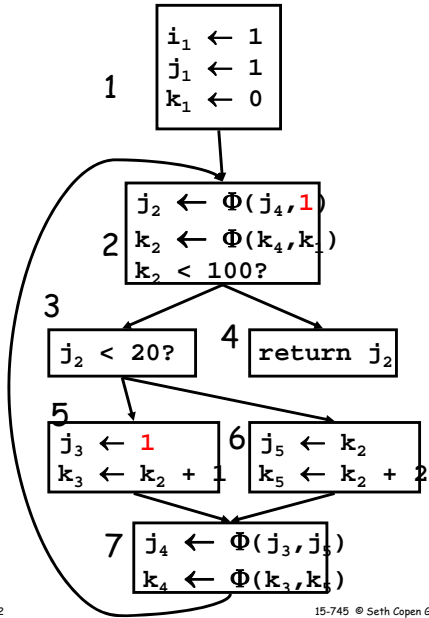 i₁ ← 1
j₁ ← 1
k₁ ← 0
1
j₂ ← Φ(j₄,1)
k₂ ← Φ(k₄,k₁)
k₂ < 100?
2
3
j₂ < 20?
4
return j₂
5
j₃ ← 1
k₃ ← k₂ + 1
6
j₅ ← k₂
k₅ ← k₂ + 2
7
j₄ ← Φ(j₃,j₅)
k₄ ← Φ(k₃,k₅)
2
15-745 © Seth Copen G